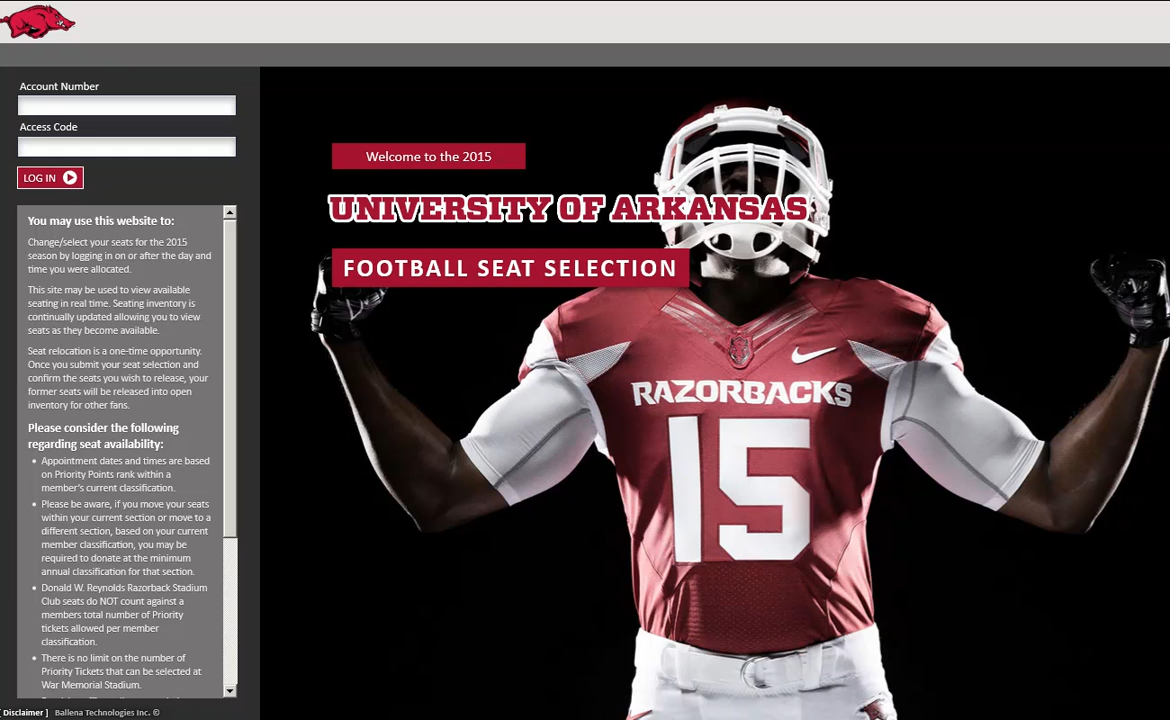 Account Number
Access Code
LOG IN
You may use this website to:
Change/select your seats for the 2015
season by logging in on or after the day and
time you were allocated.
This site may be used to view available
seating in real time. Seating inventory is
continually updated allowing you to view
seats as they become available.
Seat relocation is a one-time opportunity.
Once you submit your seat selection and
confirm the seats you wish to release, your
former seats will be released into open
inventory for other fans.
Please consider the following
regarding seat availability:
• Appointment dates and times are based
on Priority Points rank within a
member's current classification.
• Please be aware, if you move your seats
within your current section or move to a
different section, based on your current
member classification, you may be
required to donate at the minimum
annual classification for that section.
• Donald W. Reynolds Razorback Stadium
Club seats do NOT count against a
members total number of Priority
tickets allowed per member
classification.
• There is no limit on the number of
Priority Tickets that can be selected at
War Memorial Stadium.
[ Disclaimer ] Ballena Technologies Inc. ©
Welcome to the 2015
UNIVERSITY OF ARKANSAS
FOOTBALL SEAT SELECTION
RAZORBACKS
15